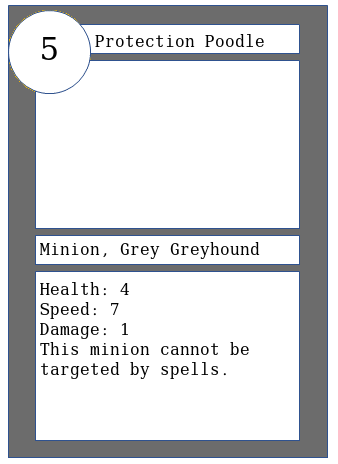 5
Protection Poodle
Minion, Grey Greyhound
Health: 4
Speed: 7
Damage: 1
This minion cannot be
targeted by spells.